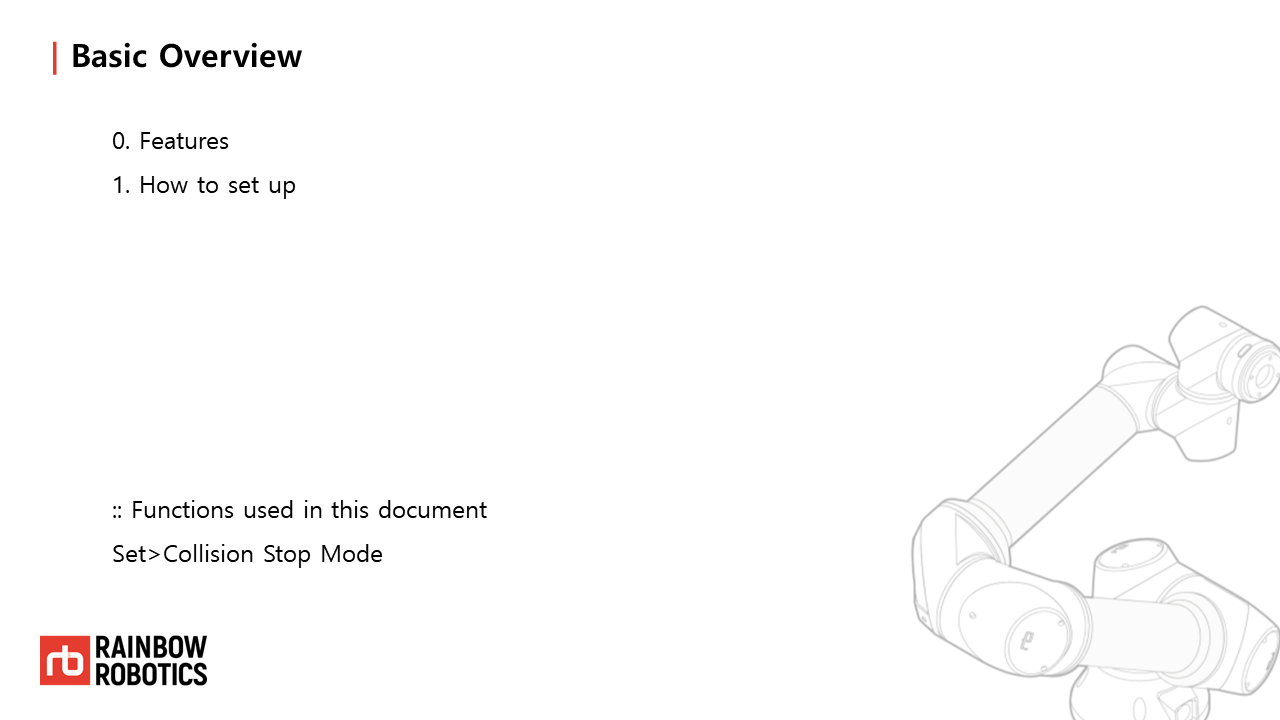 Basic Overview
0. Features
1. How to set up
:: Functions used in this document
Set>Collision Stop Mode
rb RAINBOW
ROBOTICS
rb